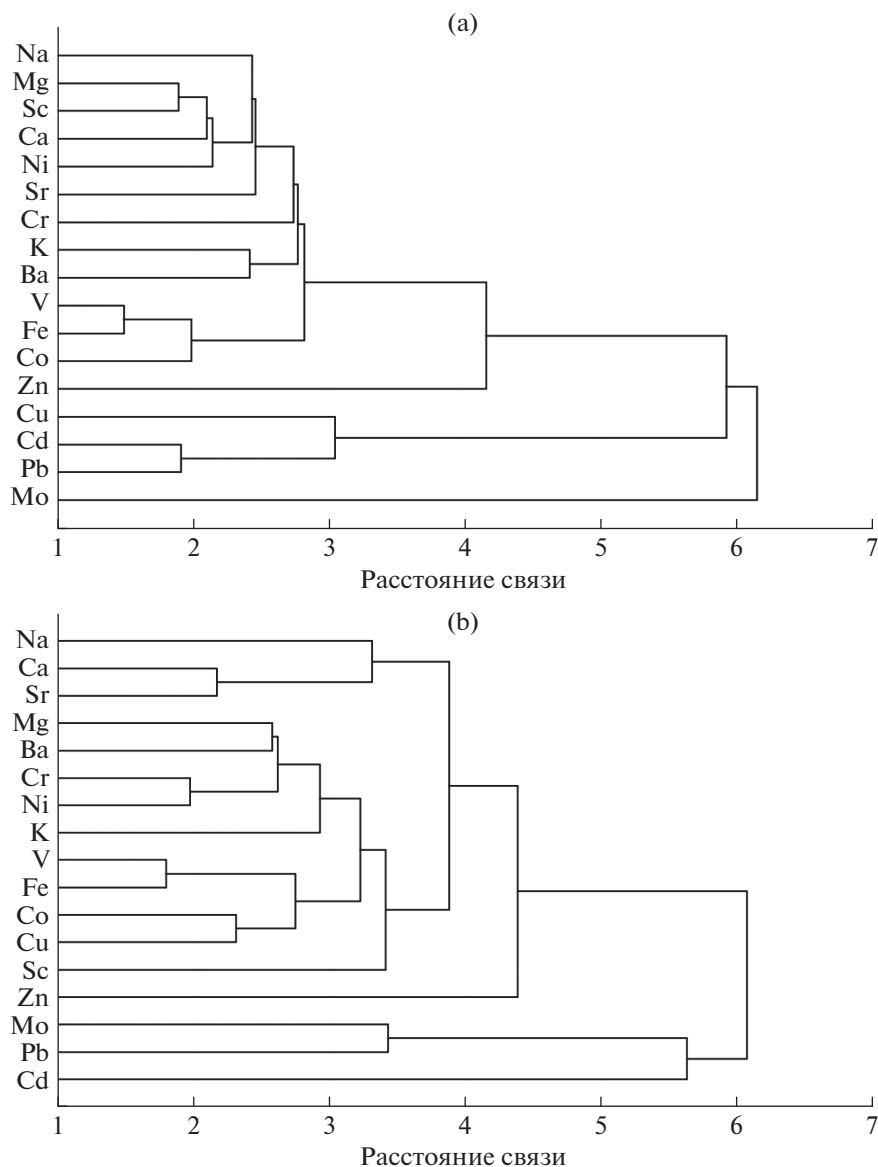 (a)
Na
Mg
Sc
Ca
Ni
Sr
Cr
K
Ba
V
Fe
Co
Zn
Cu
Cd
Pb
Mo
1 2 3 4 5 6 7
Расстояние связи
(b)
Na
Ca
Sr
Mg
Ba
Cr
Ni
K
V
Fe
Co
Cu
Sc
Zn
Mo
Pb
Cd
1 2 3 4 5 6 7
Расстояние связи